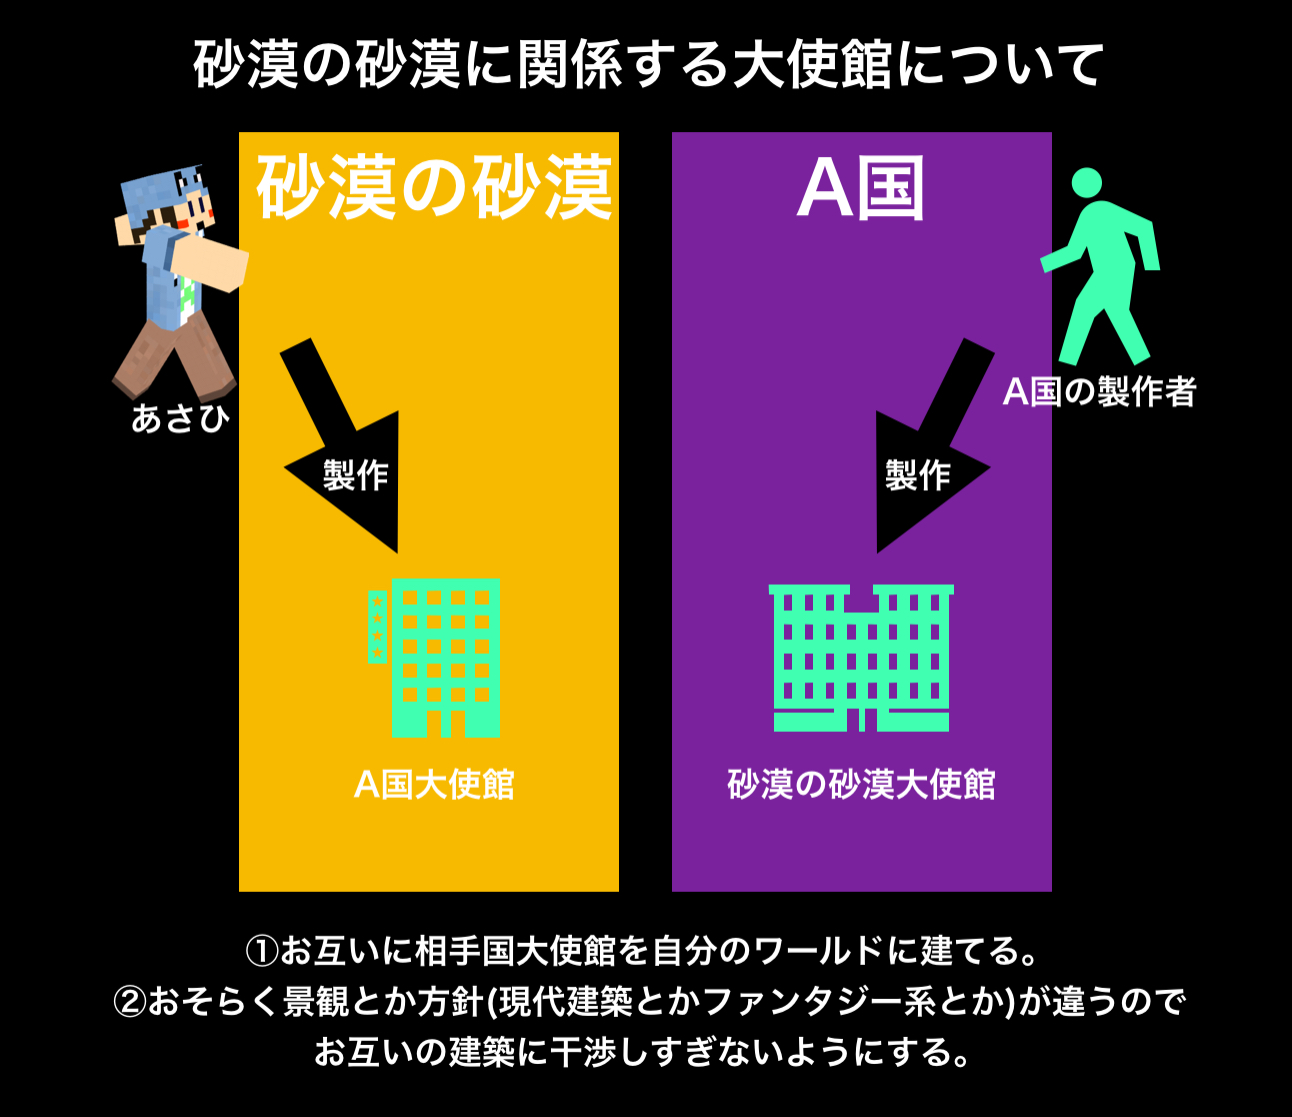 砂漠の砂漠に関係する大使館について
砂漠の砂漠
A国
あさひ
A国の製作者
製作
製作
A国大使館
砂漠の砂漠大使館
①お互いに相手国大使館を自分のワールドに建てる。
②おそらく景観とか方針(現代建築とかファンタジー系とか)が違うので
お互いの建築に干渉しすぎないようにする。